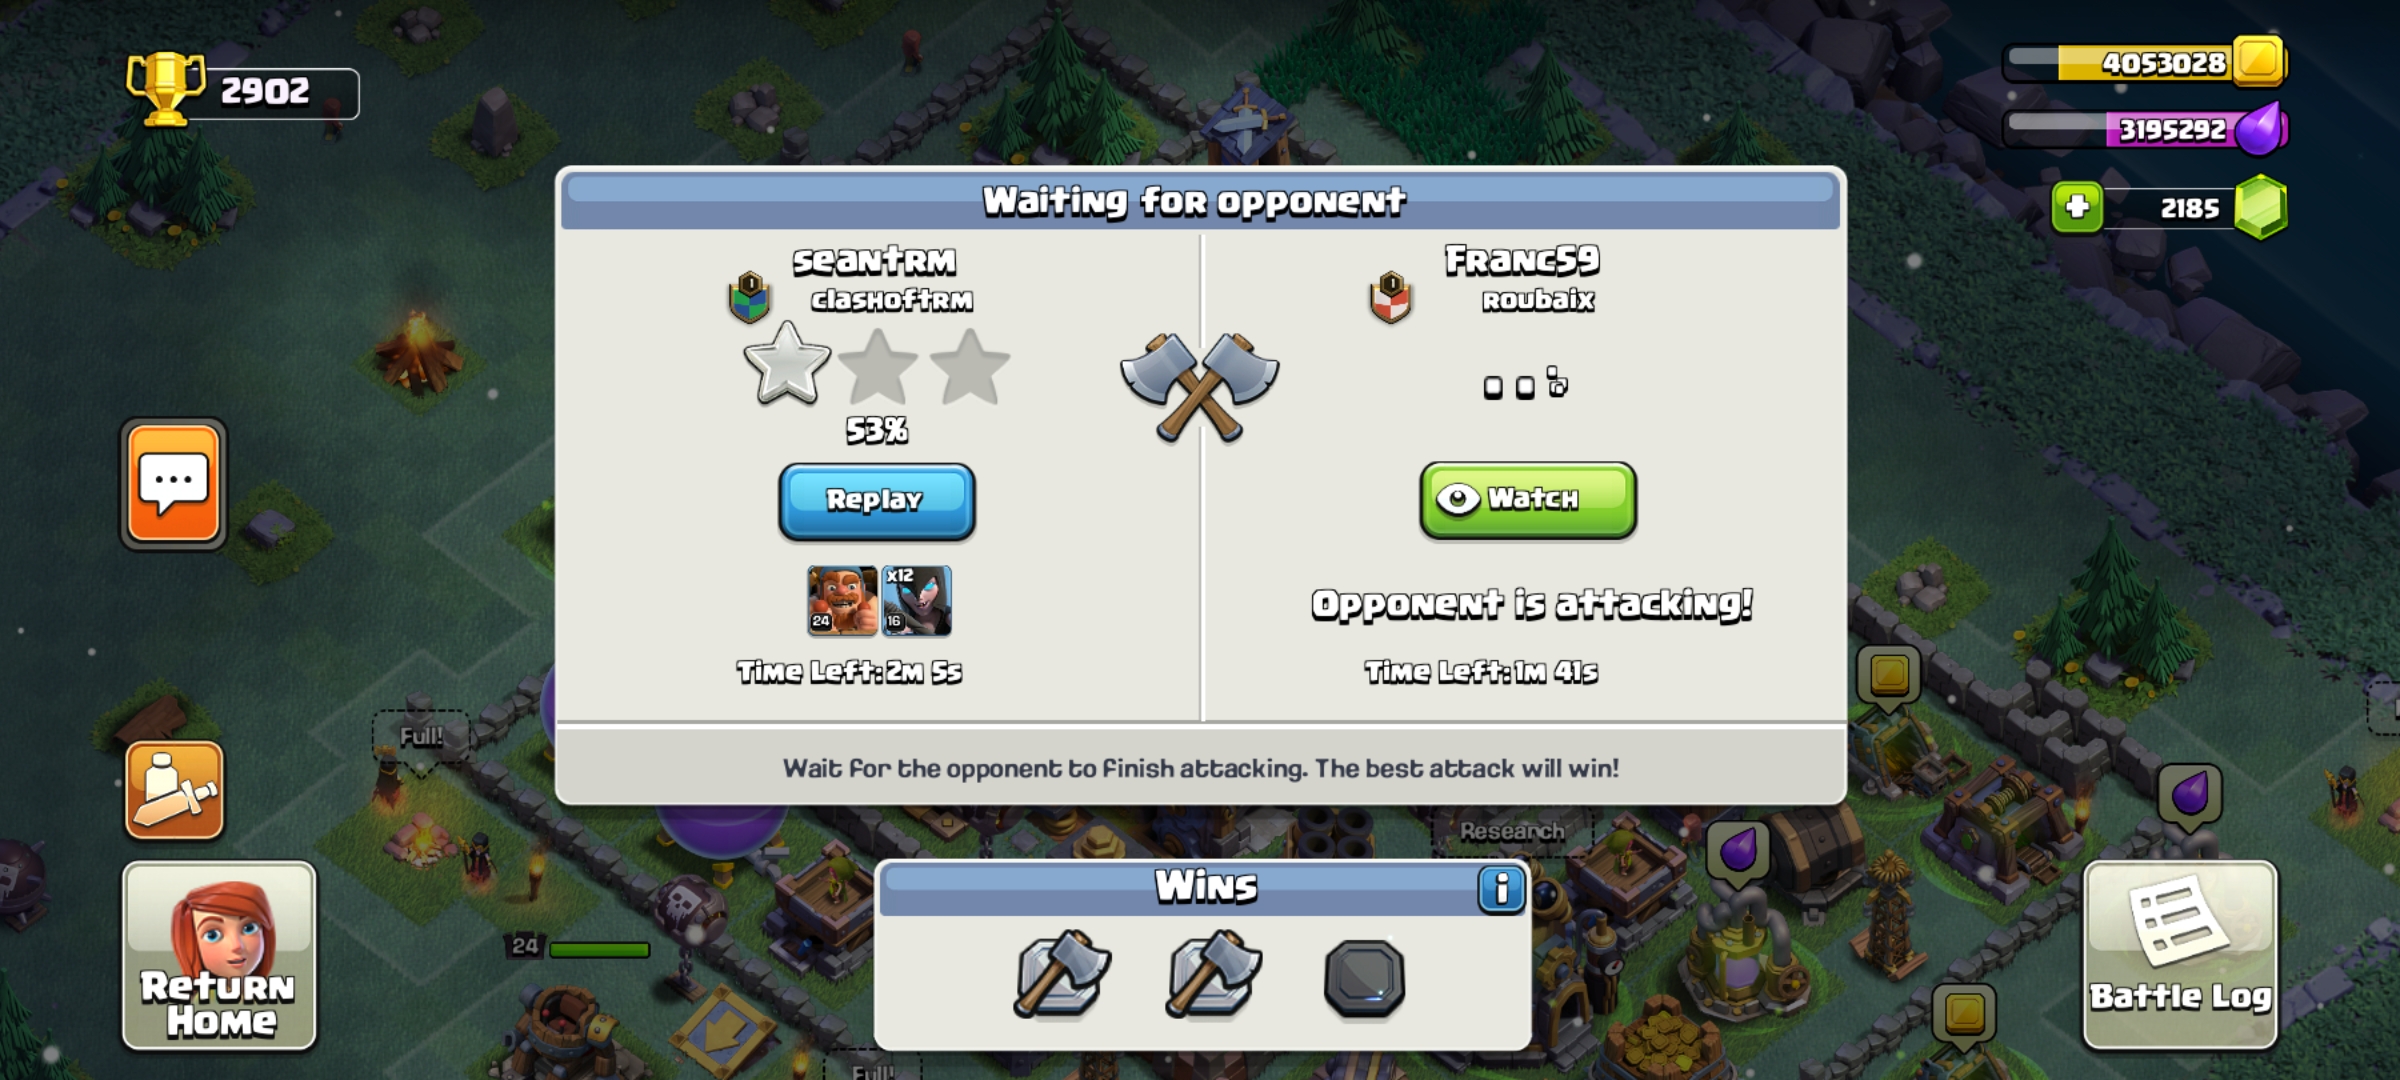 2902
4053028
3195292
2185
Waiting for opponent
seantrm
clashoftrm
1
53%
Replay
24
x12
16
Time Left:2m 5s
Franc59
roubaix
1
Watch
Opponent is attacking!
Time Left:1m 41s
Wait for the opponent to finish attacking. The best attack will win!
Full!
Research
Wins
i
24
Return
Home
Battle Log
Full!